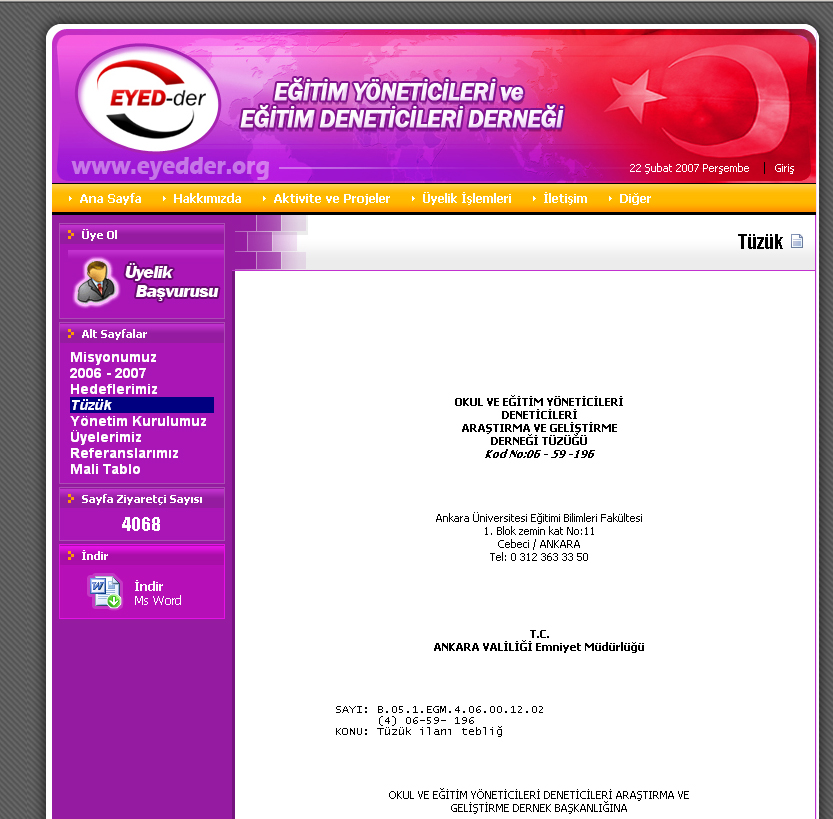 EYED-der
EĞİTİM YÖNETİCİLERİ ve
EĞİTİM DENETİCİLERİ DERNEĞİ
www.eyedder.org
22 Şubat 2007 Perşembe | Giriş
Ana Sayfa Hakkımızda Aktivite ve Projeler Üyelik İşlemleri İletişim Diğer
Üye Ol
Üyelik
Başvurusu
Alt Sayfalar
Misyonumuz
2006 - 2007
Hedeflerimiz
Tüzük
Yönetim Kurulumuz
Üyelerimiz
Referanslarımız
Mali Tablo
Sayfa Ziyaretçi Sayısı
4068
İndir
İndir
Ms Word
Tüzük
OKUL VE EĞİTİM YÖNETİCİLERİ
DENETİCİLERİ
ARAŞTIRMA VE GELİŞTİRME
DERNEĞİ TÜZÜĞÜ
Kod No:06 - 59 -196
Ankara Üniversitesi Eğitimi Bilimleri Fakültesi
1. Blok zemin kat No:11
Cebeci / ANKARA
Tel: 0 312 363 33 50
T.C.
ANKARA VALİLİĞİ Emniyet Müdürlüğü
SAYI: B.05.1.EGM.4.06.00.12.02
(4) 06-59- 196
KONU: Tüzük ilanı tebliğ
OKUL VE EĞİTİM YÖNETİCİLERİ DENETİCİLERİ ARAŞTIRMA VE
GELİŞTİRME DERNEK BAŞKANLIĞINA